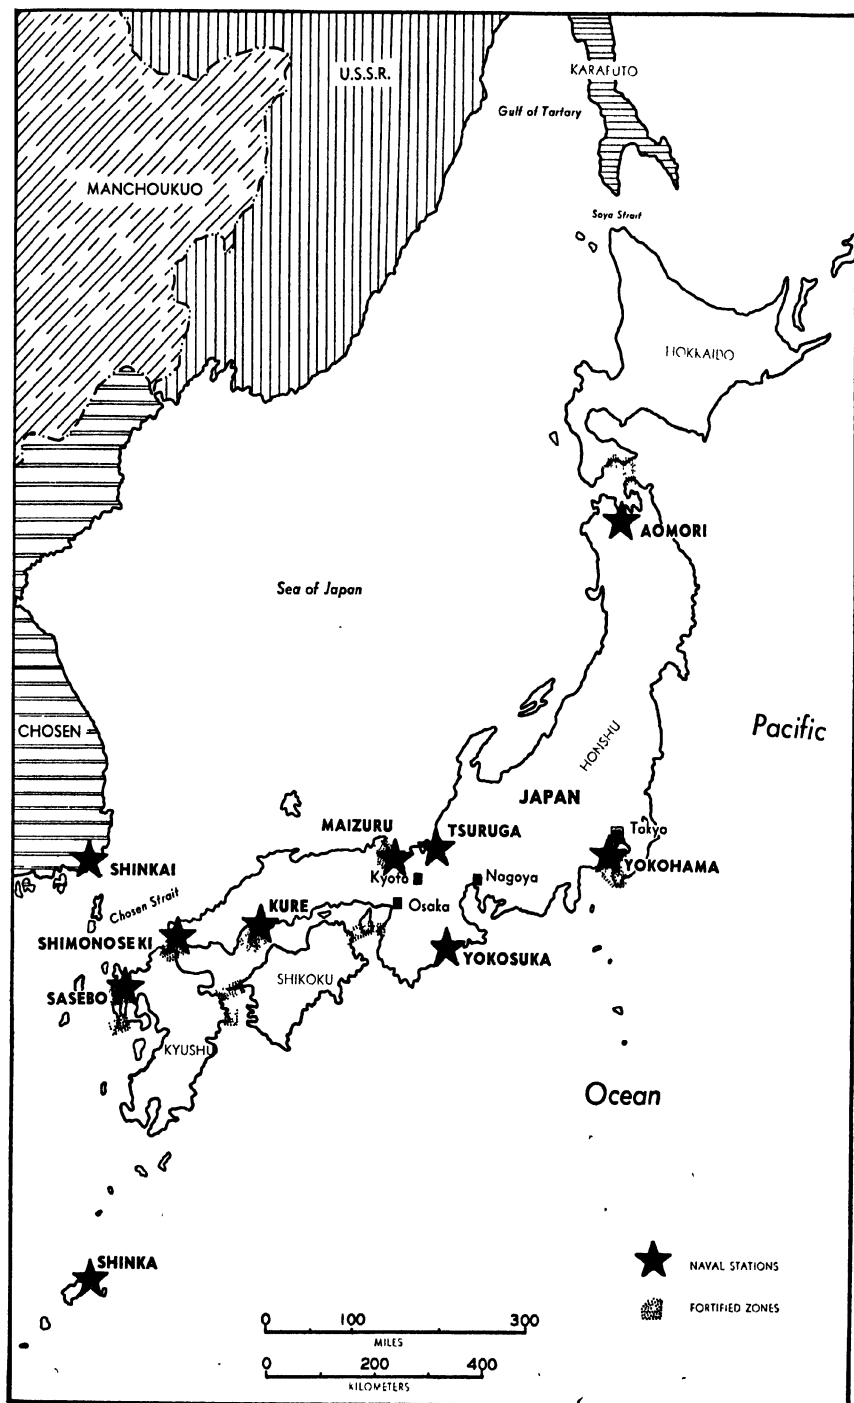 U.S.S.R.
KARAFUTO
Gulf of Tartary
MANCHOUKUO
Soya Strait
HOKKAIDO
AOMORI
Sea of Japan
CHOSEN
HONSHU
Pacific
JAPAN
MAIZURU
TSURUGA
Tokyo
YOKOHAMA
SHINKAI
Kyoto
Nagoya
Chosen Strait
KURE
Osaka
SHIMONOSEKI
YOKOSUKA
SHIKOKU
SASEBO
KYUSHU
Ocean
SHINKA
NAVAL STATIONS
FORTIFIED ZONES
0 100 300
MILES
0 200 400
KILOMETERS